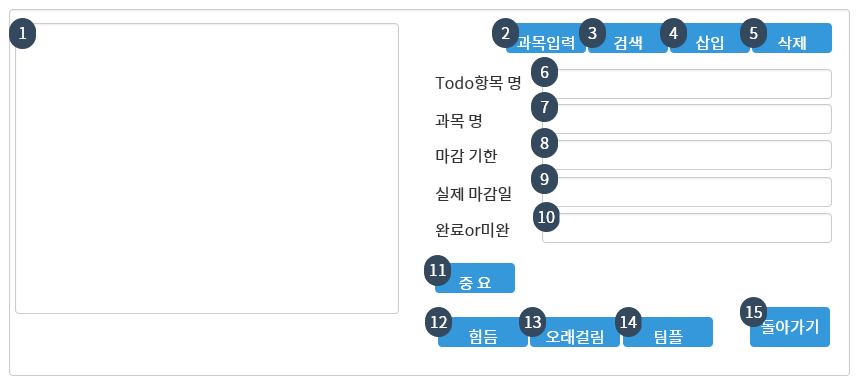 1
2 과목입력 3 검색 4 삽입 5 삭제
Todo항목 명 6
과목 명 7
마감 기한 8
실제 마감일 9
완료or미완 10
11 중 요
12 힘듬 13 오래걸림 14 팀플 15 돌아가기